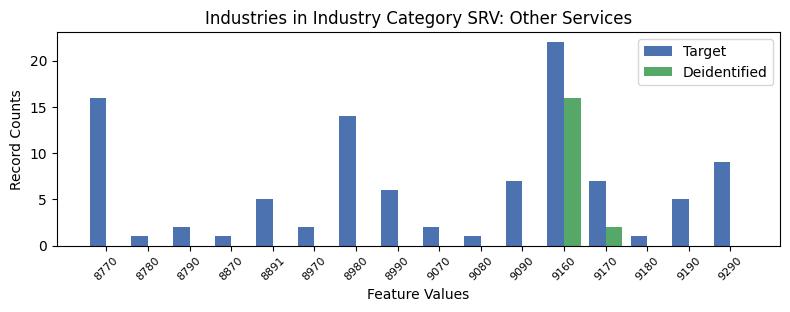 Industries in Industry Category SRV: Other Services
Target
Deidentified
Record Counts
20
15
10
5
0
8770 8780 8790 8870 8891 8970 8980 8990 9070 9080 9090 9160 9170 9180 9190 9290
Feature Values